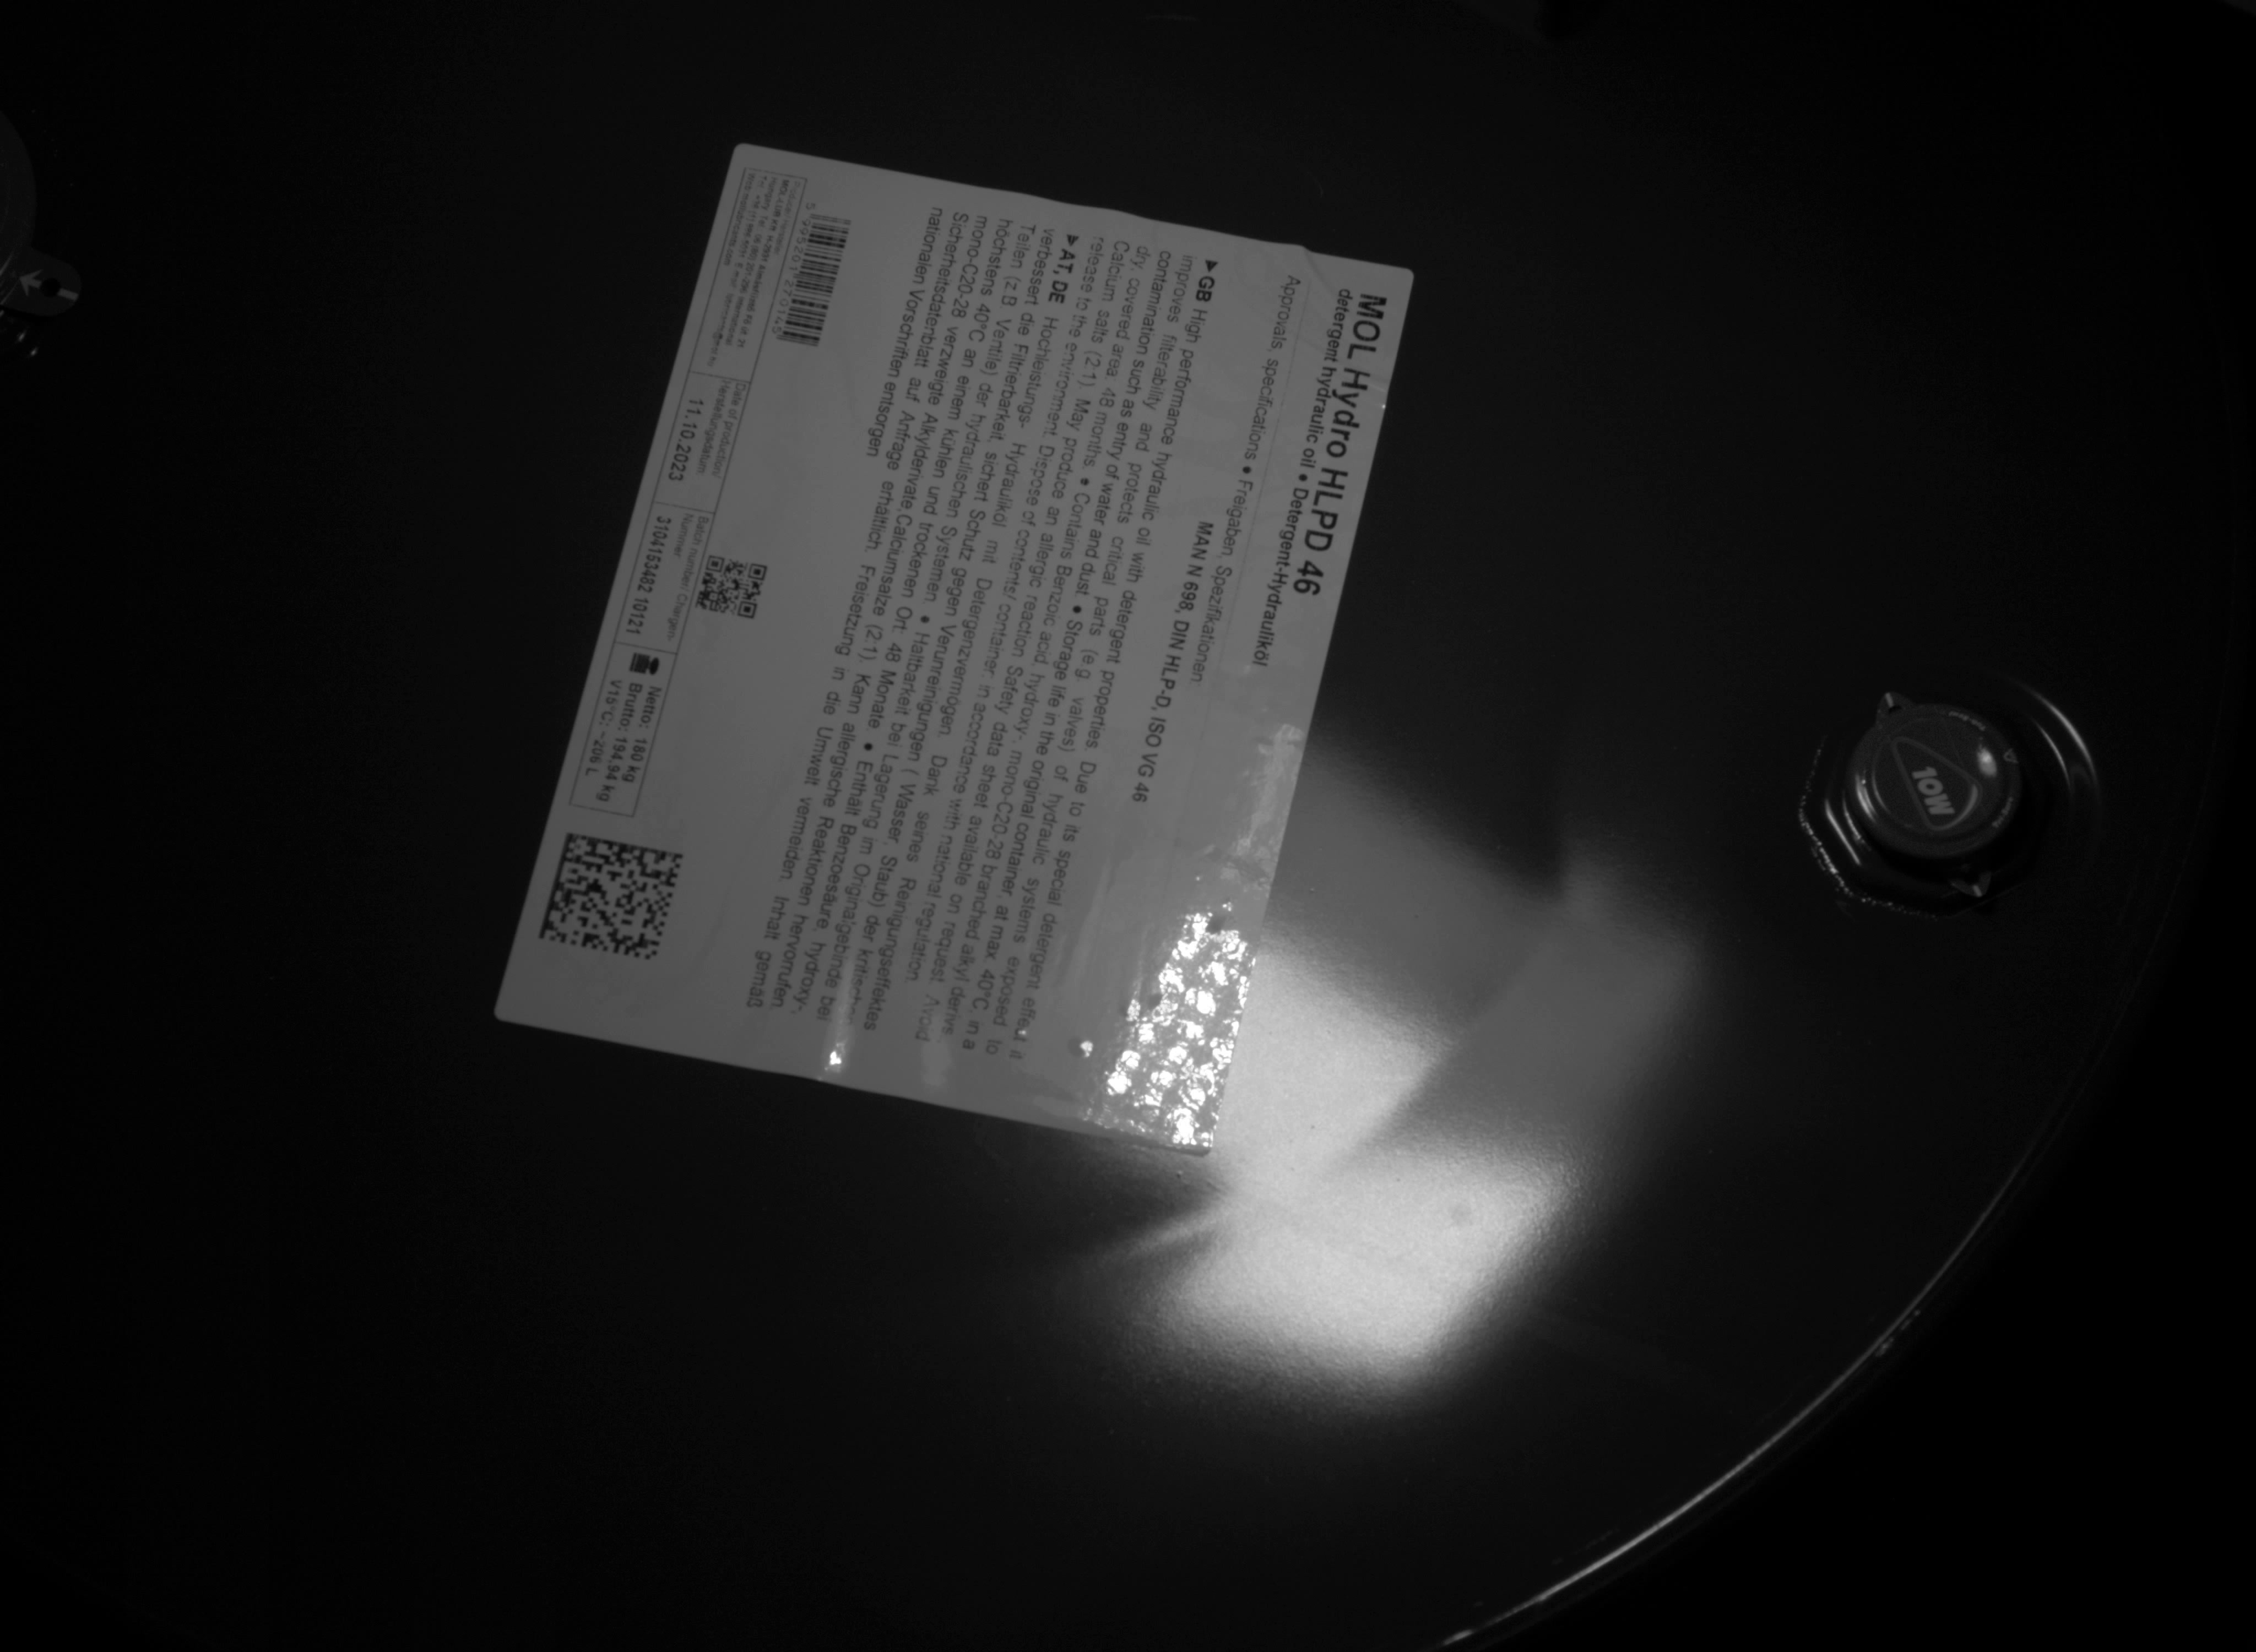 MOL Hydro HLPD 46
detergent hydraulic oil ● Detergent-Hydrauliköl
Approvals, specifications ● Freigaben, Spezifikationen:
MAN N 698, DIN HLP-D, ISO VG 46
▶ GB High performance hydraulic oil with detergent properties. Due to its special detergent effect it
improves filterability and protects critical parts (e.g. valves) of hydraulic systems exposed to
contamination such as entry of water and dust. ● Storage life in the original container, at max. 40°C, in a
dry, covered area: 48 months. ● Contains Benzoic acid, hydroxy-, mono-C20-28 branched alkyl derivs.,
Calcium salts (2:1). May produce an allergic reaction. Safety data sheet available on request. Avoid
release to the environment. Dispose of contents/ container: in accordance with national regulation.
▶ AT, DE Hochleistungs- Hydrauliköl mit Detergenzvermögen. Dank seines Reinigungseffektes
verbessert die Filtrierbarkeit, sichert Schutz gegen Verunreinigungen ( Wasser, Staub) der kritischen
Teilen (z.B. Ventile) der hydraulischen Systemen. ● Haltbarkeit bei Lagerung im Originalgebinde bei
höchstens 40°C an einem kühlen und trockenen Ort: 48 Monate. ● Enthält Benzoesäure, hydroxy-,
mono-C20-28 verzweigte Alkylderivate,Calciumsalze (2:1). Kann allergische Reaktionen hervorrufen.
Sicherheitsdatenblatt auf Anfrage erhältlich. Freisetzung in die Umwelt vermeiden. Inhalt gemäß
nationalen Vorschriften entsorgen
5 995201 270145
Date of production/
Herstellungsdatum
11.10.2023
Batch number/ Chargen-
Nummer
3104153482 10121
Netto: 180 kg
Brutto: 194,94 kg
V15°C: ~206 L
MOL